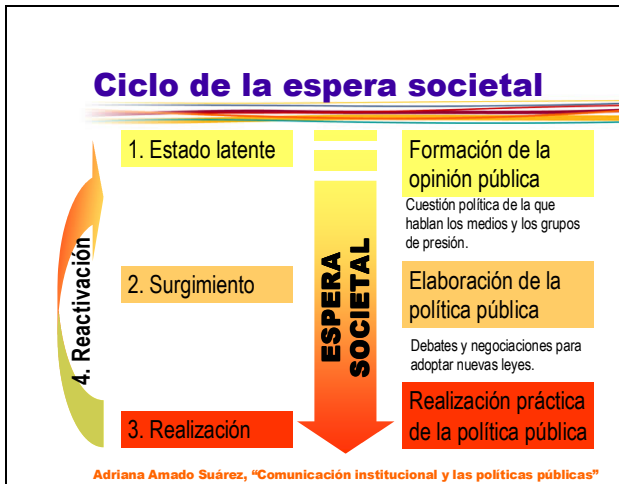 Ciclo de la espera societal
1. Estado latente
Formación de la
opinión pública
Cuestión política de la que
hablan los medios y los grupos
de presión.
4. Reactivación
ESPERA
SOCIETAL
2. Surgimiento
Elaboración de la
política pública
Debates y negociaciones para
adoptar nuevas leyes.
3. Realización
Realización práctica
de la política pública
Adriana Amado Suárez, “Comunicación institucional y las políticas públicas”